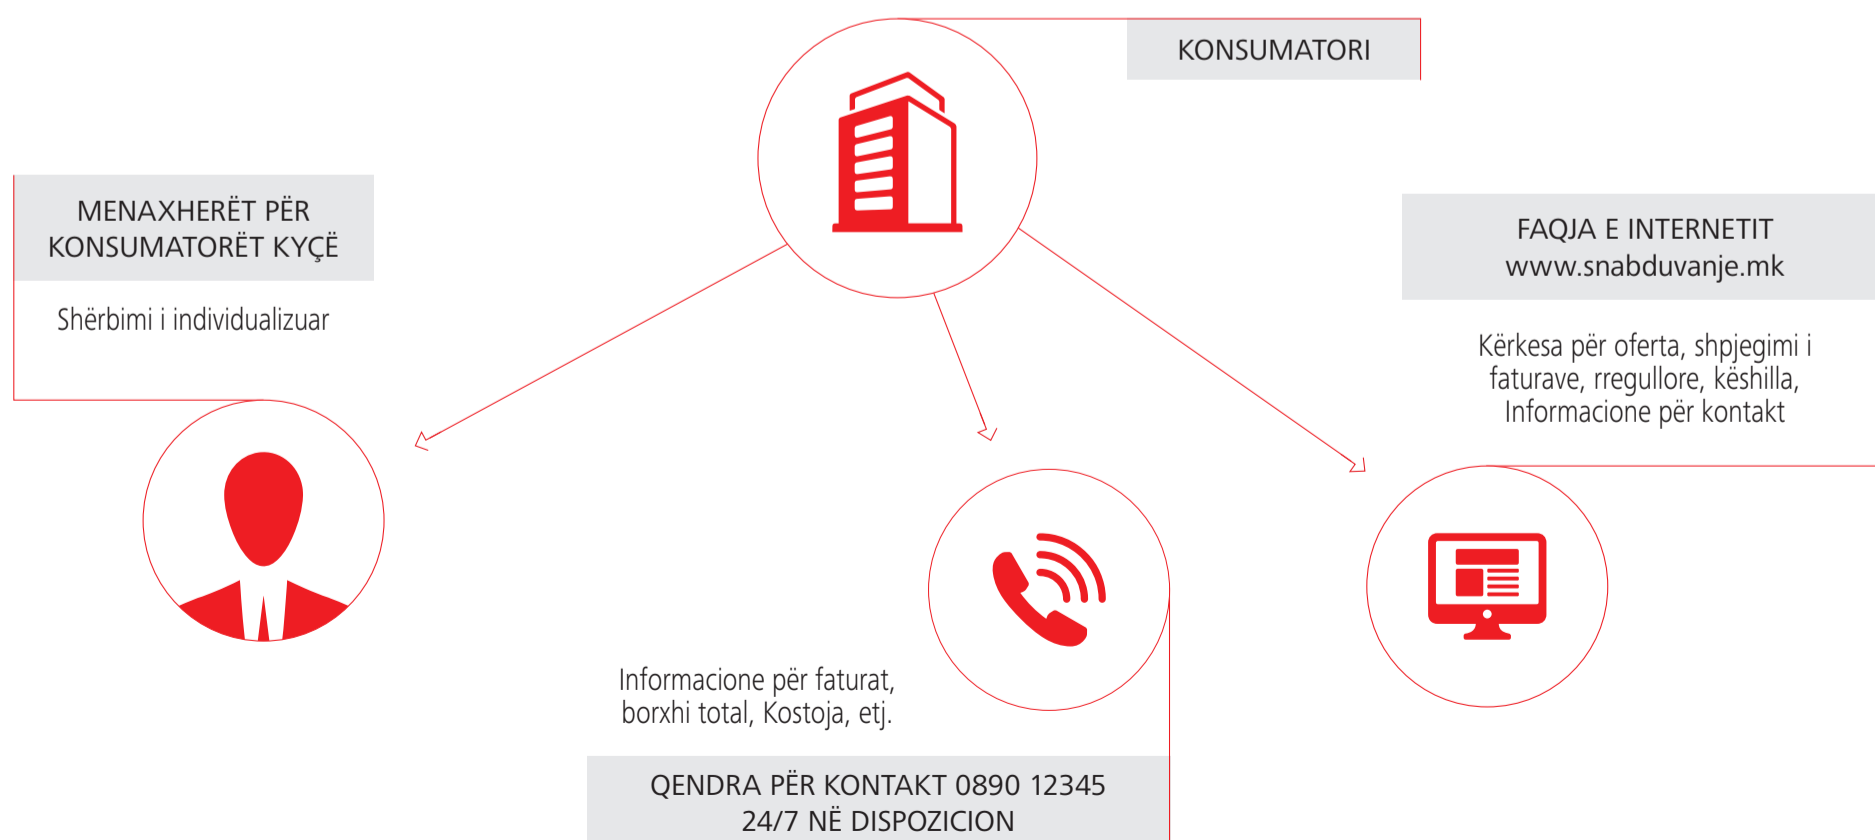 KONSUMATORI
MENAXHERËT PËR
KONSUMATORËT KYÇË
Shërbimi i individualizuar
FAQJA E INTERNETIT
www.snabduvanje.mk
Kërkesa për oferta, shpjegimi i
faturave, rregullore, këshilla,
Informacione për kontakt
Informacione për faturat,
borxhi total, Kostoja, etj.
QENDRA PËR KONTAKT 0890 12345
24/7 NË DISPOZICION